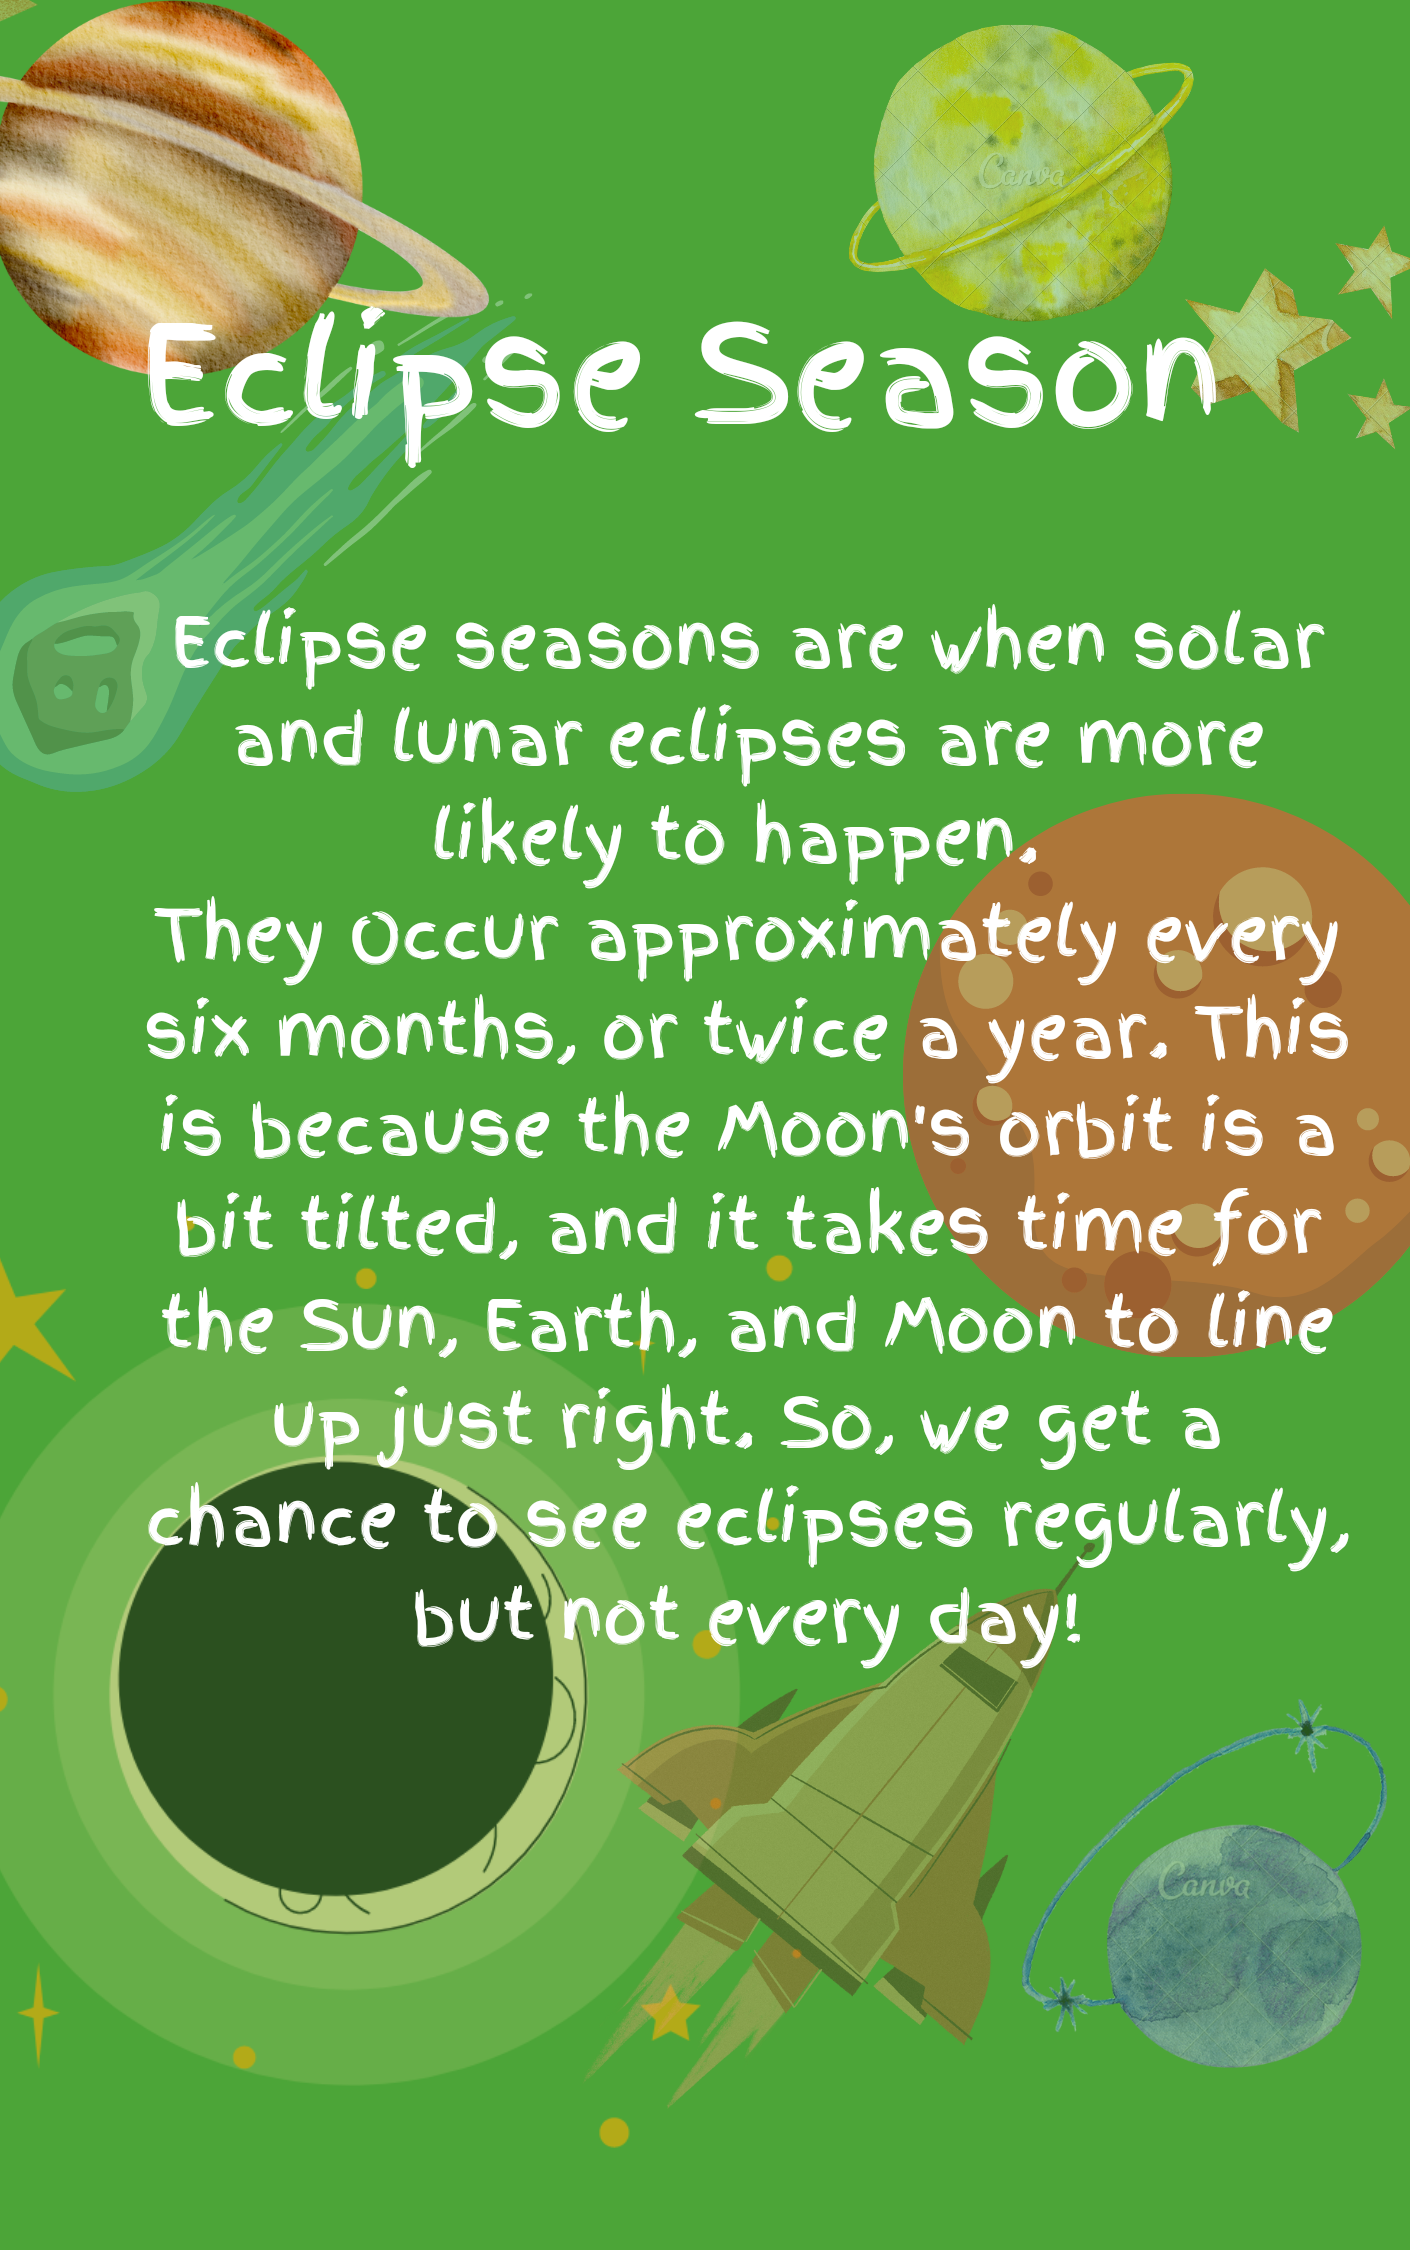 Canva
Eclipse Season
Eclipse seasons are when solar
and lunar eclipses are more
likely to happen.
They Occur approximately every
six months, or twice a year. This
is because the Moon's orbit is a
bit tilted, and it takes time for
the Sun, Earth, and Moon to line
up just right. So, we get a
chance to see eclipses regularly,
but not every day!
Canva